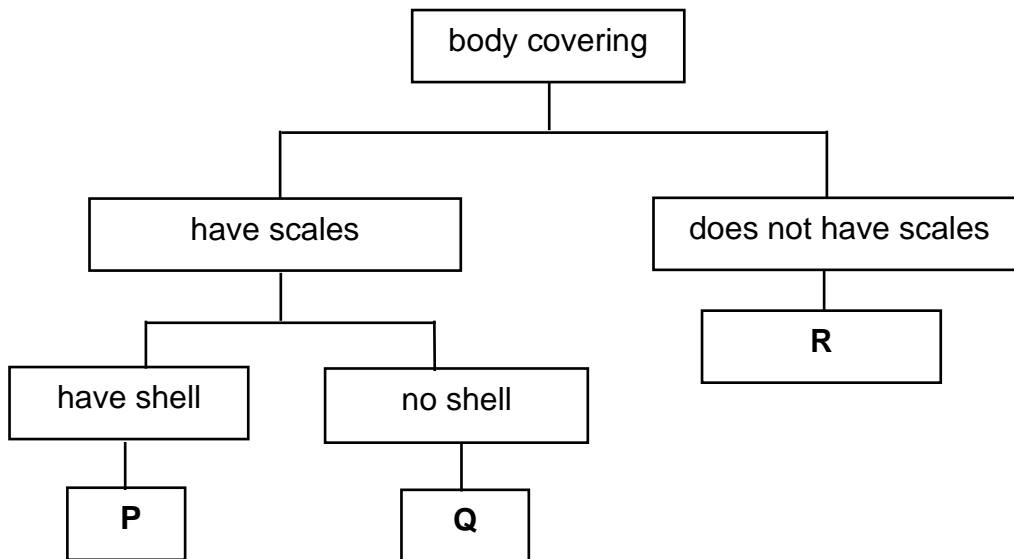 body covering
have scales
does not have scales
R
have shell
no shell
P
Q